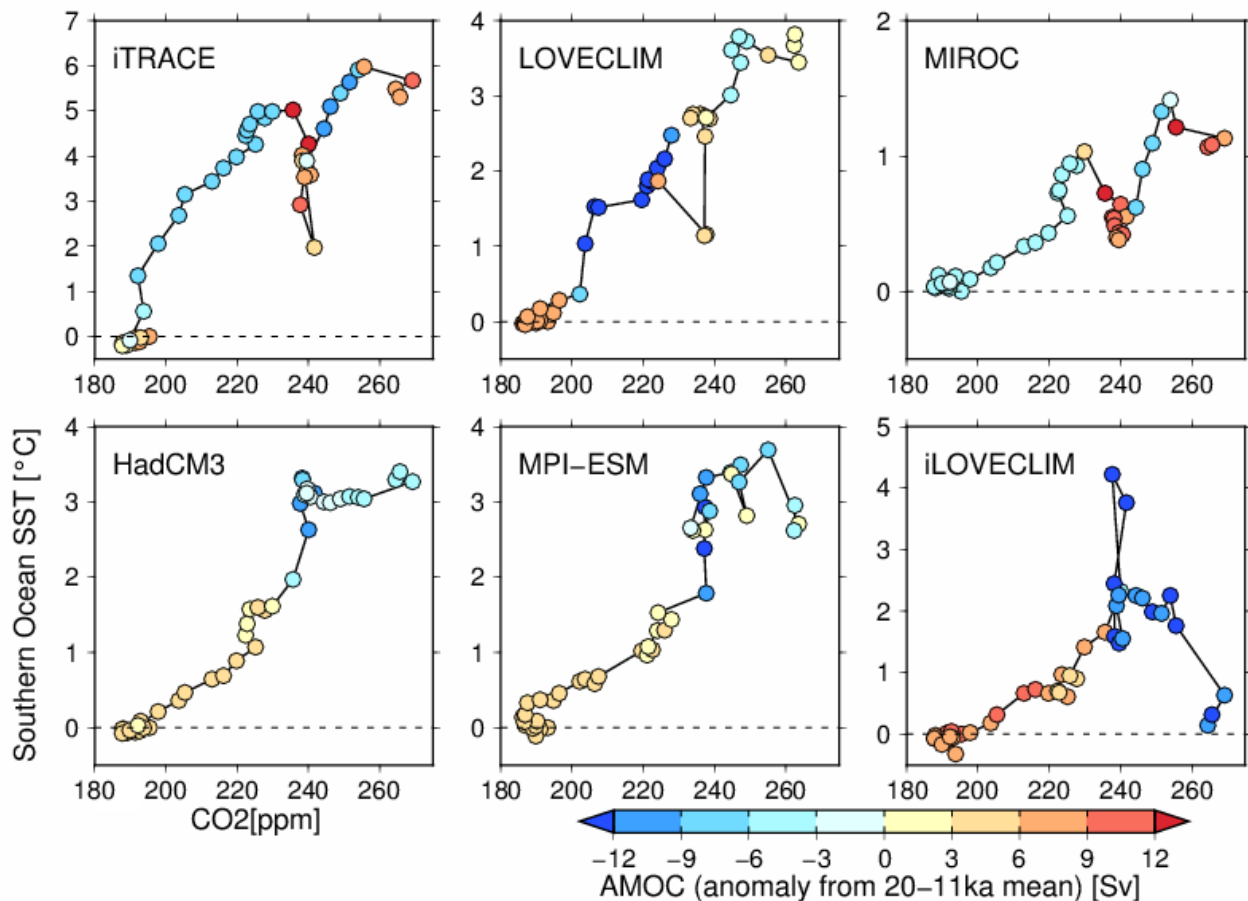 iTRACE
7
6
5
4
3
2
1
0
180 200 220 240 260
LOVECLIM
4
3
2
1
0
180 200 220 240 260
MIROC
2
1
0
180 200 220 240 260
Southern Ocean SST [°C]
HadCM3
4
3
2
1
0
180 200 220 240 260
CO2[ppm]
MPI−ESM
4
3
2
1
0
180 200 220 240 260
iLOVECLIM
5
4
3
2
1
0
180 200 220 240 260
−12 −9 −6 −3 0 3 6 9 12
AMOC (anomaly from 20−11ka mean) [Sv]